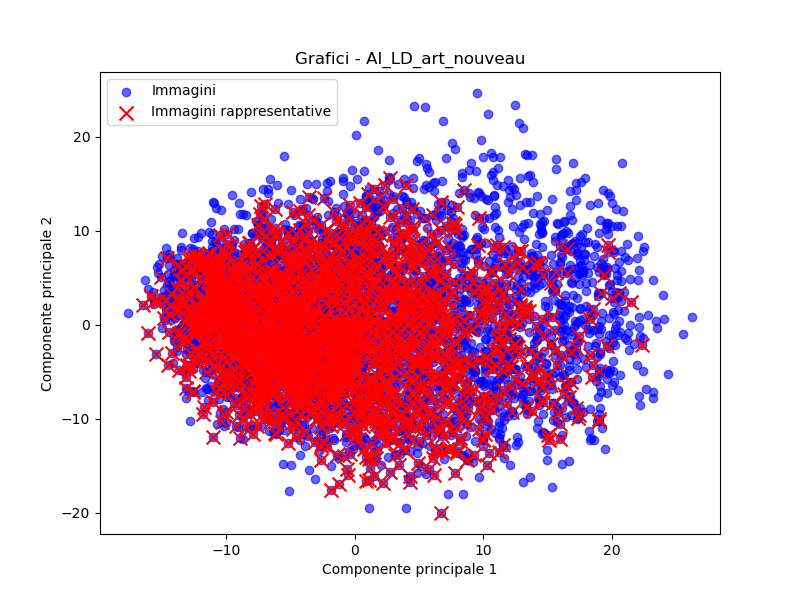 Grafici - AI_LD_art_nouveau
Immagini
Immagini rappresentative
20
10
0
−10
−20
Componente principale 2
−10
0
10
20
Componente principale 1